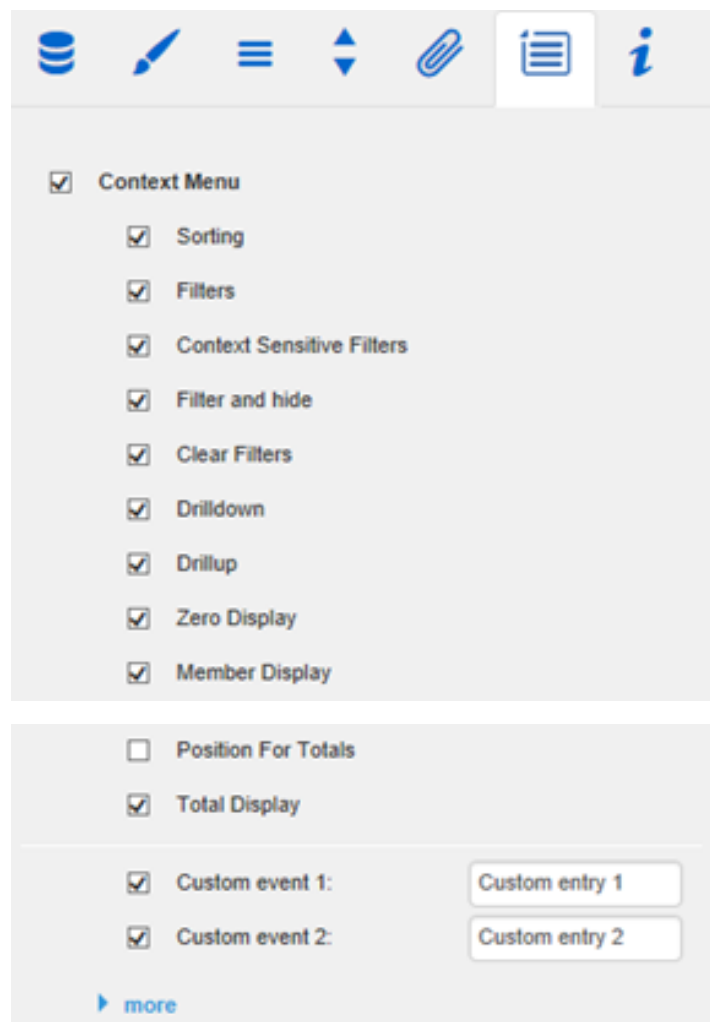 Context Menu
Sorting
Filters
Context Sensitive Filters
Filter and hide
Clear Filters
Drilldown
Drillup
Zero Display
Member Display
Position For Totals
Total Display
Custom event 1: Custom entry 1
Custom event 2: Custom entry 2
more